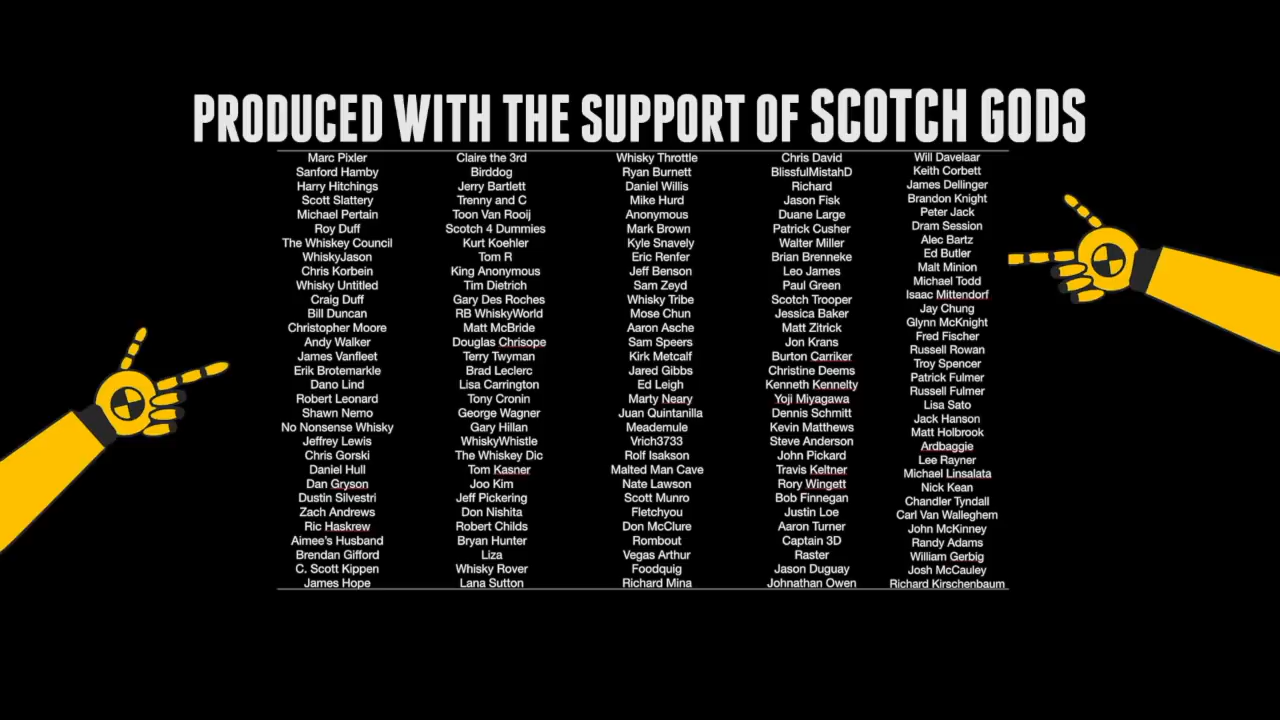 PRODUCED WITH THE SUPPORT OF SCOTCH GODS
Marc Pixler
Sanford Hamby
Harry Hitchings
Scott Slattery
Michael Pertain
Roy Duff
The Whiskey Council
WhiskyJason
Chris Korbein
Whisky Untitled
Craig Duff
Bill Duncan
Christopher Moore
Andy Walker
James Vanfleet
Erik Brotemarkle
Dano Lind
Robert Leonard
Shawn Nemo
No Nonsense Whisky
Jeffrey Lewis
Chris Gorski
Daniel Hull
Dan Gryson
Dustin Silvestri
Zach Andrews
Ric Haskrew
Aimee's Husband
Brendan Gifford
C. Scott Kippen
James Hope
Claire the 3rd
Birddog
Jerry Bartlett
Trenny and C
Toon Van Rooij
Scotch 4 Dummies
Kurt Koehler
Tom R
King Anonymous
Tim Dietrich
Gary Des Roches
RB WhiskyWorld
Matt McBride
Douglas Chrisope
Terry Twyman
Brad Leclerc
Lisa Carrington
Tony Cronin
George Wagner
Gary Hillan
WhiskyWhistle
The Whiskey Dic
Tom Kasner
Joo Kim
Jeff Pickering
Don Nishita
Robert Childs
Bryan Hunter
Liza
Whisky Rover
Lana Sutton
Whisky Throttle
Ryan Burnett
Daniel Willis
Mike Hurd
Anonymous
Mark Brown
Kyle Snavely
Eric Renfer
Jeff Benson
Sam Zeyd
Whisky Tribe
Mose Chun
Aaron Asche
Sam Speers
Kirk Metcalf
Jared Gibbs
Ed Leigh
Marty Neary
Juan Quintanilla
Meademule
Vrich3733
Rolf Isakson
Malted Man Cave
Nate Lawson
Scott Munro
Fletchyou
Don McClure
Rombout
Vegas Arthur
Foodquig
Richard Mina
Chris David
BlissfulMistahD
Richard
Jason Fisk
Duane Large
Patrick Cusher
Walter Miller
Brian Brenneke
Leo James
Paul Green
Scotch Trooper
Jessica Baker
Matt Zitrick
Jon Krans
Burton Carriker
Christine Deems
Kenneth Kennelty
Yoji Miyagawa
Dennis Schmitt
Kevin Matthews
Steve Anderson
John Pickard
Travis Keltner
Rory Wingett
Bob Finnegan
Justin Loe
Aaron Turner
Captain 3D
Raster
Jason Duguay
Johnathan Owen
Will Davelaar
Keith Corbett
James Dellinger
Brandon Knight
Peter Jack
Dram Session
Alec Bartz
Ed Butler
Malt Minion
Michael Todd
Isaac Mittendorf
Jay Chung
Glynn McKnight
Fred Fischer
Russell Rowan
Troy Spencer
Patrick Fulmer
Russell Fulmer
Lisa Sato
Jack Hanson
Matt Holbrook
Ardbaggie
Lee Rayner
Michael Linsalata
Nick Kean
Chandler Tyndall
Carl Van Walleghem
John McKinney
Randy Adams
William Gerbig
Josh McCauley
Richard Kirschenbaum